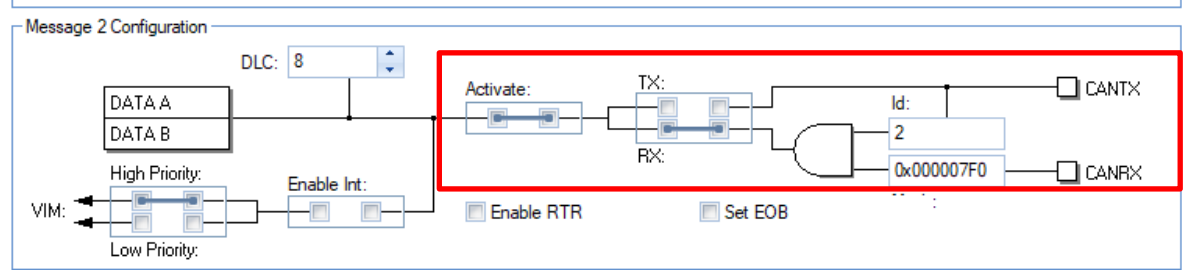 Message 2 Configuration
DLC: 8
Activate:
TX:
CANTX
DATA A
Id:
DATA B
2
RX:
0x000007F0
CANRX
High Priority:
Enable Int:
VIM:
Enable RTR
Set EOB
Low Priority: